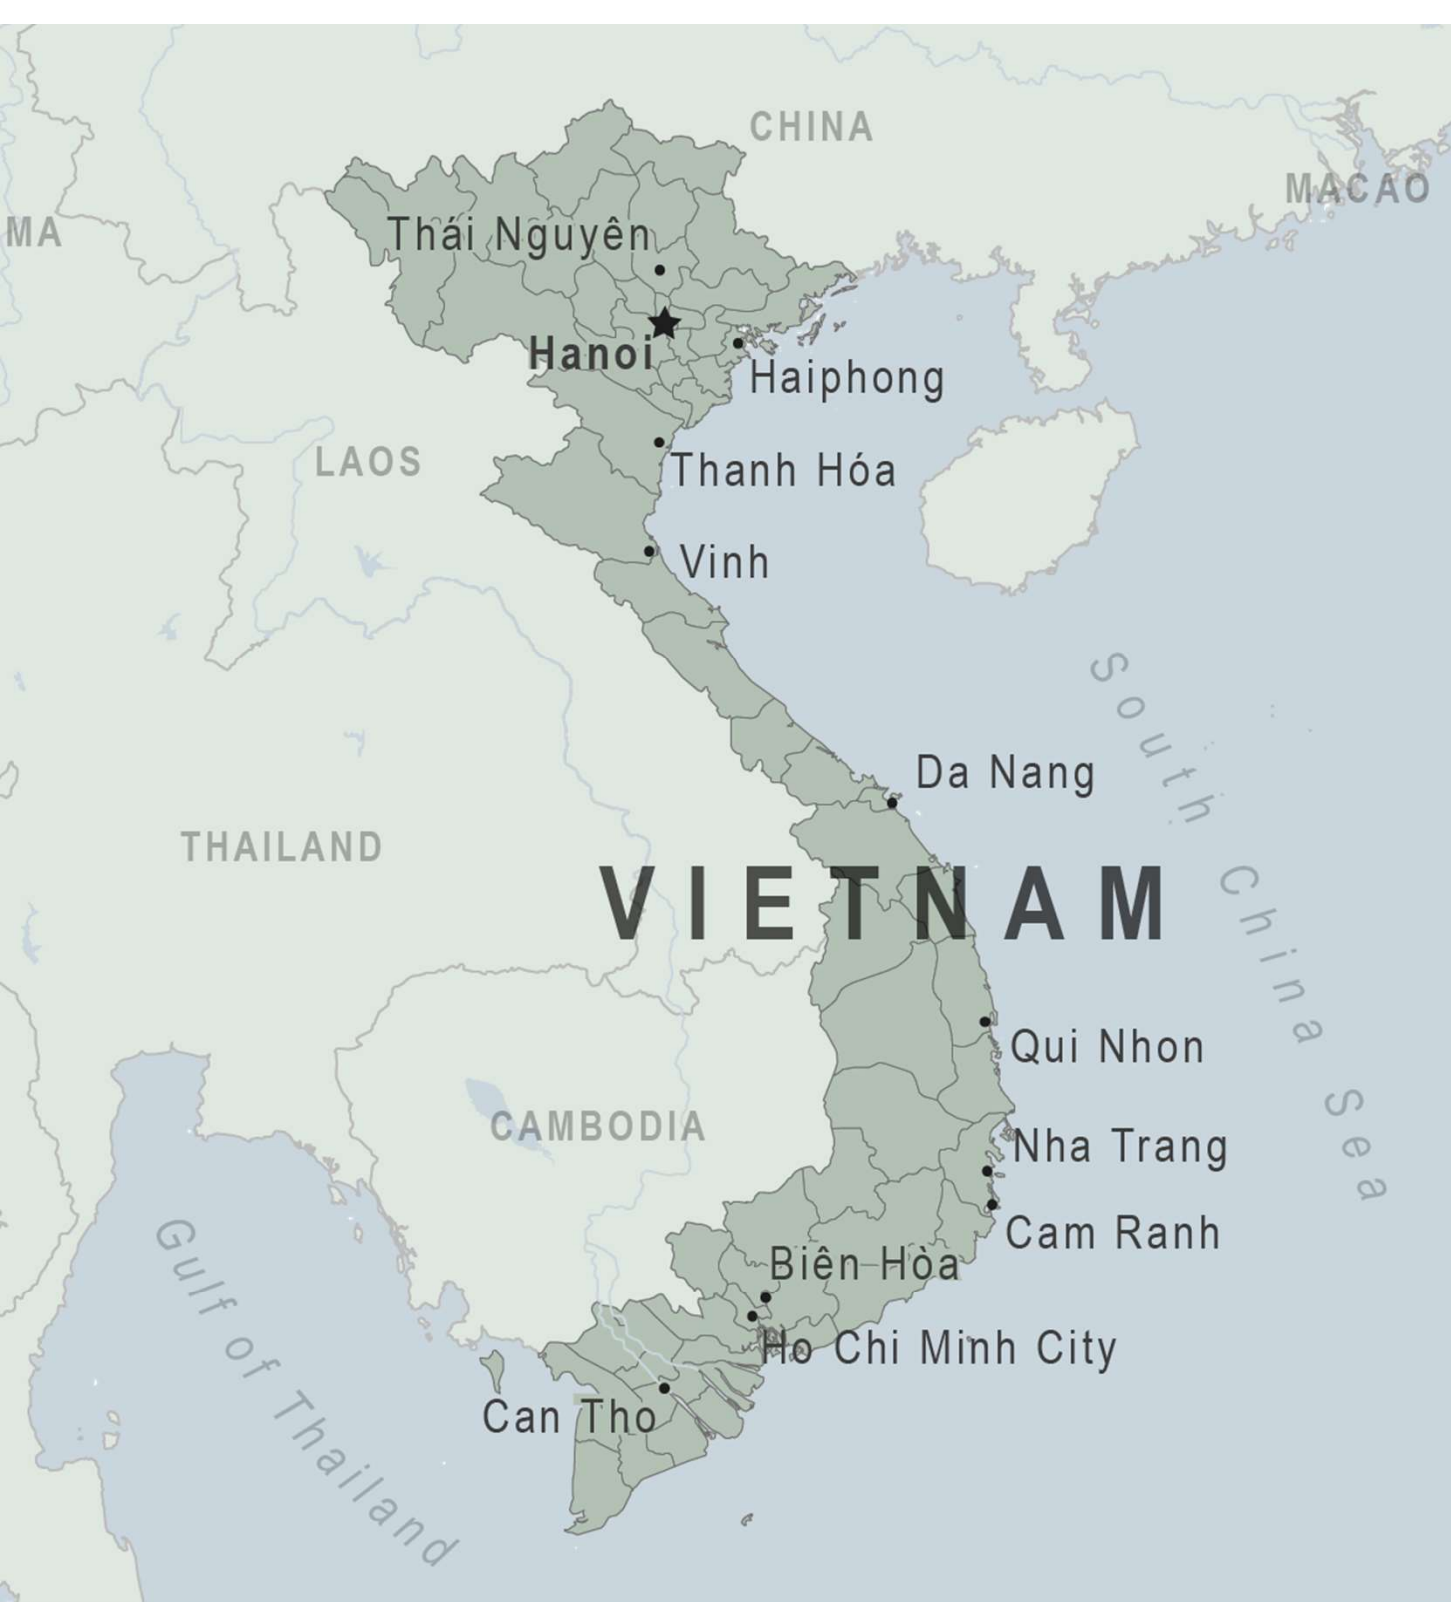 CHINA
MACAO
MA
Thái Nguyên
Hanoi
Haiphong
LAOS
Thanh Hóa
Vinh
South China Sea
Da Nang
THAILAND
VIETNAM
Qui Nhon
CAMBODIA
Nha Trang
Cam Ranh
Biên Hòa
Ho Chi Minh City
Gulf of Thailand
Can Tho